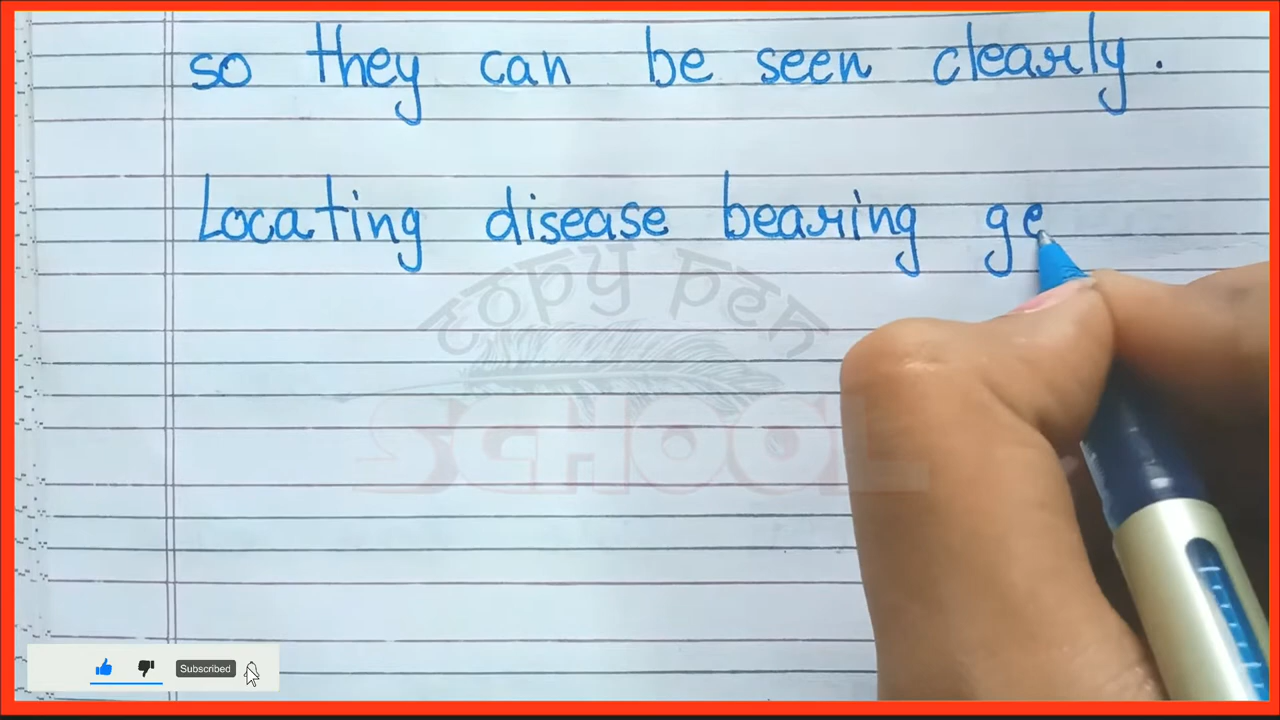 so they can be seen clearly.
Locating disease bearing ge
Copy Pen
SCHOOL
Subscribed